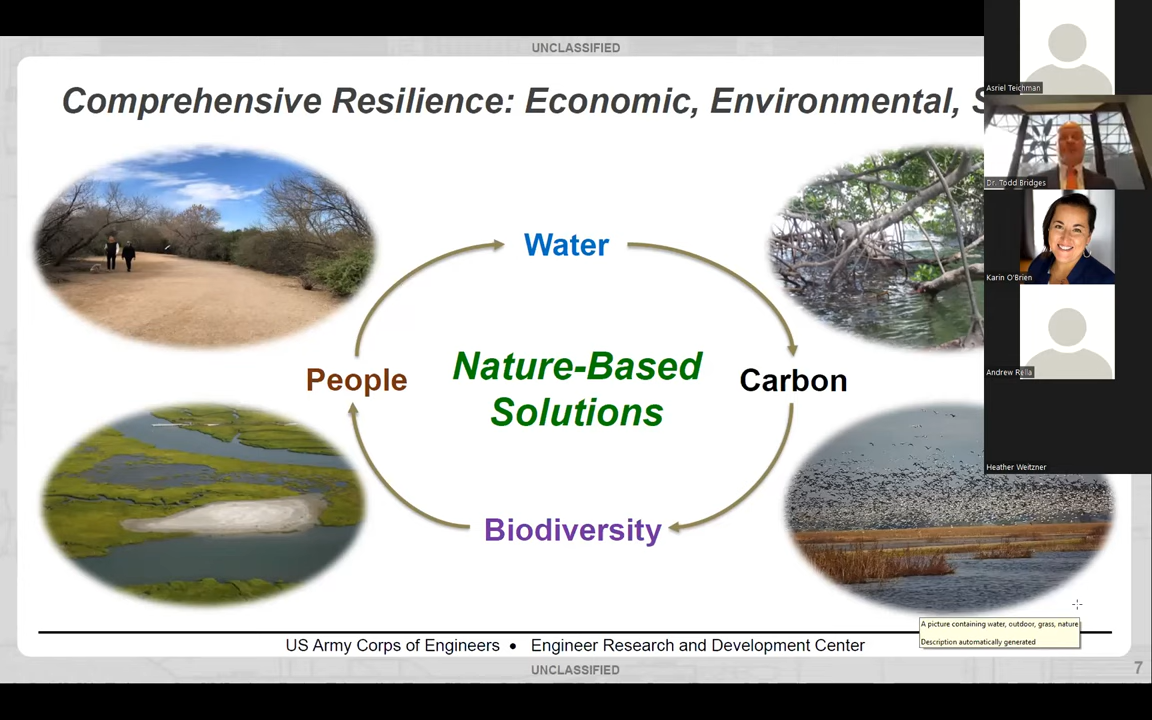 UNCLASSIFIED
Comprehensive Resilience: Economic, Environmental, S
Asriel Teichman
Dr. Todd Bridges
Karin O'Brien
Andrew Rella
Heather Weitzner
Water
People
Nature-Based
Solutions
Carbon
Biodiversity
A picture containing water, outdoor, grass, nature
Description automatically generated
US Army Corps of Engineers • Engineer Research and Development Center
UNCLASSIFIED
7